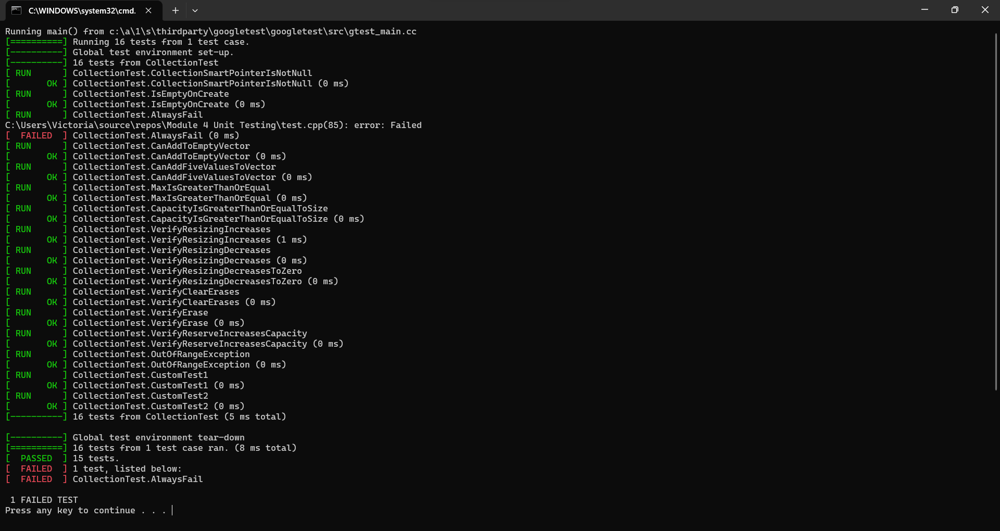 C:\WINDOWS\system32\cmd.
Running main() from c:\a\1\s\thirdparty\googletest\googletest\src\gtest_main.cc
[==========] Running 16 tests from 1 test case.
[----------] Global test environment set-up.
[----------] 16 tests from CollectionTest
[ RUN      ] CollectionTest.CollectionSmartPointerIsNotNull
[       OK ] CollectionTest.CollectionSmartPointerIsNotNull (0 ms)
[ RUN      ] CollectionTest.IsEmptyOnCreate
[       OK ] CollectionTest.IsEmptyOnCreate (0 ms)
[ RUN      ] CollectionTest.AlwaysFail
C:\Users\Victoria\source\repos\Module 4 Unit Testing\test.cpp(85): error: Failed
[  FAILED  ] CollectionTest.AlwaysFail (0 ms)
[ RUN      ] CollectionTest.CanAddToEmptyVector
[       OK ] CollectionTest.CanAddToEmptyVector (0 ms)
[ RUN      ] CollectionTest.CanAddFiveValuesToVector
[       OK ] CollectionTest.CanAddFiveValuesToVector (0 ms)
[ RUN      ] CollectionTest.MaxIsGreaterThanOrEqual
[       OK ] CollectionTest.MaxIsGreaterThanOrEqual (0 ms)
[ RUN      ] CollectionTest.CapacityIsGreaterThanOrEqualToSize
[       OK ] CollectionTest.CapacityIsGreaterThanOrEqualToSize (0 ms)
[ RUN      ] CollectionTest.VerifyResizingIncreases
[       OK ] CollectionTest.VerifyResizingIncreases (1 ms)
[ RUN      ] CollectionTest.VerifyResizingDecreases
[       OK ] CollectionTest.VerifyResizingDecreases (0 ms)
[ RUN      ] CollectionTest.VerifyResizingDecreasesToZero
[       OK ] CollectionTest.VerifyResizingDecreasesToZero (0 ms)
[ RUN      ] CollectionTest.VerifyClearErases
[       OK ] CollectionTest.VerifyClearErases (0 ms)
[ RUN      ] CollectionTest.VerifyErase
[       OK ] CollectionTest.VerifyErase (0 ms)
[ RUN      ] CollectionTest.VerifyReserveIncreasesCapacity
[       OK ] CollectionTest.VerifyReserveIncreasesCapacity (0 ms)
[ RUN      ] CollectionTest.OutOfRangeException
[       OK ] CollectionTest.OutOfRangeException (0 ms)
[ RUN      ] CollectionTest.CustomTest1
[       OK ] CollectionTest.CustomTest1 (0 ms)
[ RUN      ] CollectionTest.CustomTest2
[       OK ] CollectionTest.CustomTest2 (0 ms)
[----------] 16 tests from CollectionTest (5 ms total)

[----------] Global test environment tear-down
[==========] 16 tests from 1 test case ran. (8 ms total)
[  PASSED  ] 15 tests.
[  FAILED  ] 1 test, listed below:
[  FAILED  ] CollectionTest.AlwaysFail

 1 FAILED TEST
Press any key to continue . . .